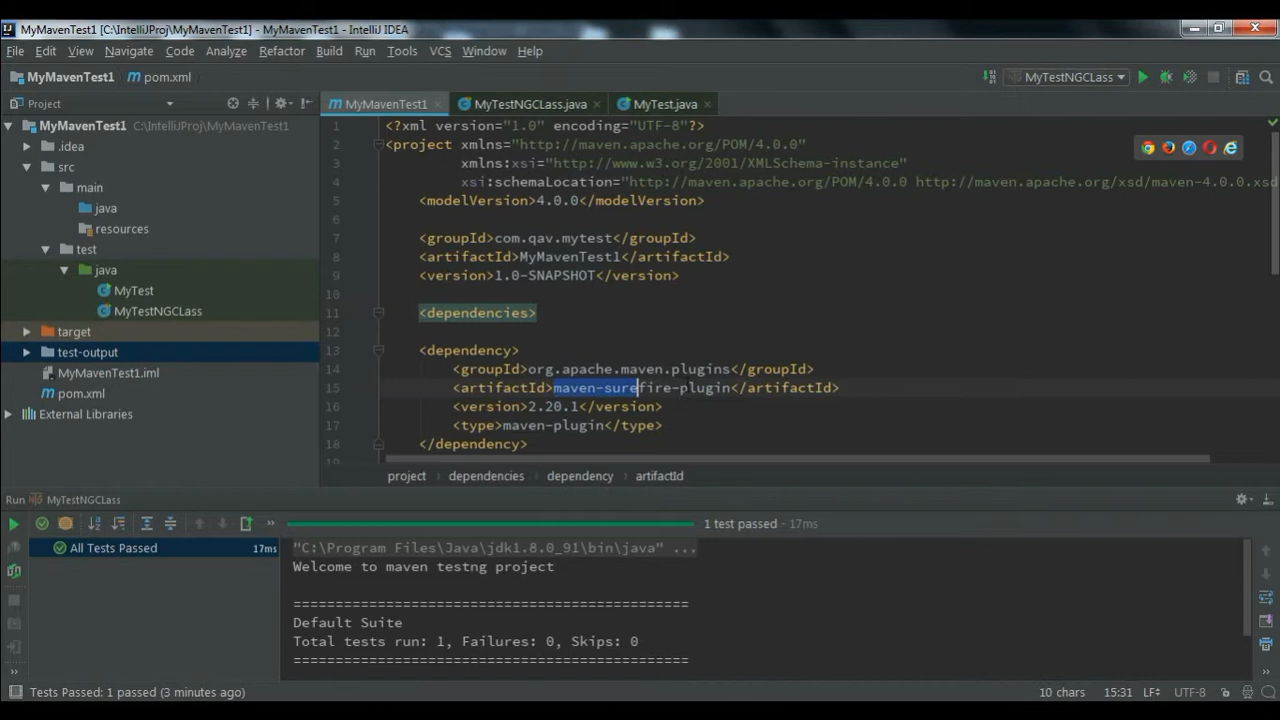 MyMavenTest1 [C:\IntelliJProj\MyMavenTest1] - MyMavenTest1 - IntelliJ IDEA
File Edit View Navigate Code Analyze Refactor Build Run Tools VCS Window Help
MyMavenTest1 pom.xml MyTestNGCLass
Project MyMavenTest1 MyTestNGCLass.java MyTest.java
MyMavenTest1 C:\IntelliJProj\MyMavenTest1
.idea
src
main
java
resources
test
java
MyTest
MyTestNGCLass
target
test-output
MyMavenTest1.iml
pom.xml
External Libraries
1 <?xml version="1.0" encoding="UTF-8"?>
2 <project xmlns="http://maven.apache.org/POM/4.0.0"
3 xmlns:xsi="http://www.w3.org/2001/XMLSchema-instance"
4 xsi:schemaLocation="http://maven.apache.org/POM/4.0.0 http://maven.apache.org/xsd/maven-4.0.0.xsd
5 <modelVersion>4.0.0</modelVersion>
6
7 <groupId>com.qav.mytest</groupId>
8 <artifactId>MyMavenTest1</artifactId>
9 <version>1.0-SNAPSHOT</version>
10
11 <dependencies>
12
13 <dependency>
14 <groupId>org.apache.maven.plugins</groupId>
15 <artifactId>maven-surefire-plugin</artifactId>
16 <version>2.20.1</version>
17 <type>maven-plugin</type>
18 </dependency>
19
project dependencies dependency artifactId
Run MyTestNGCLass
1 test passed - 17ms
All Tests Passed 17ms
"C:\Program Files\Java\jdk1.8.0_91\bin\java" ...
Welcome to maven testng project
===============================================
Default Suite
Total tests run: 1, Failures: 0, Skips: 0
===============================================
Tests Passed: 1 passed (3 minutes ago) 10 chars 15:31 LF UTF-8